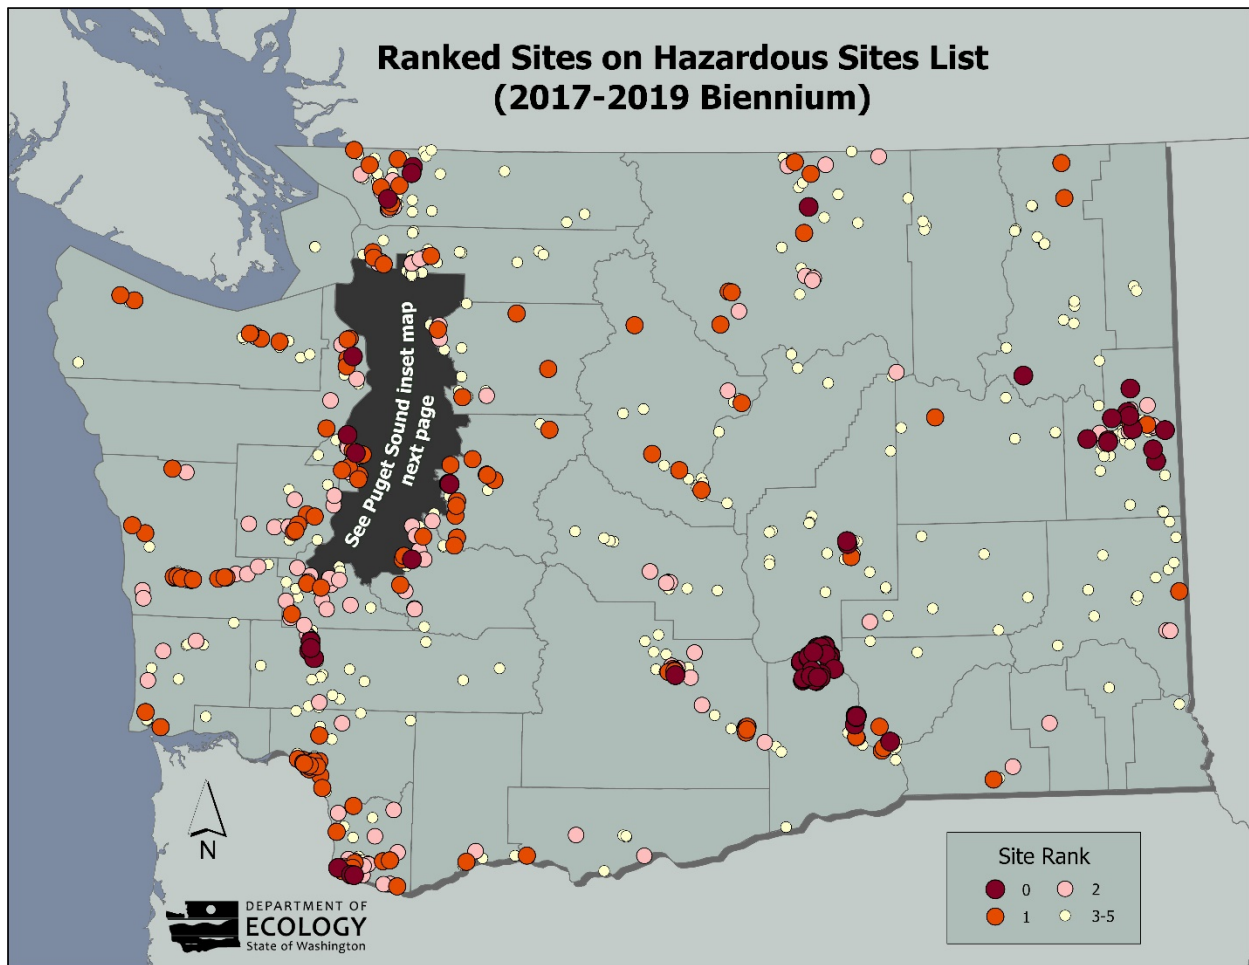 Ranked Sites on Hazardous Sites List
(2017-2019 Biennium)
See Puget Sound inset map
next page
N
DEPARTMENT OF
ECOLOGY
State of Washington
Site Rank
0
2
1
3-5